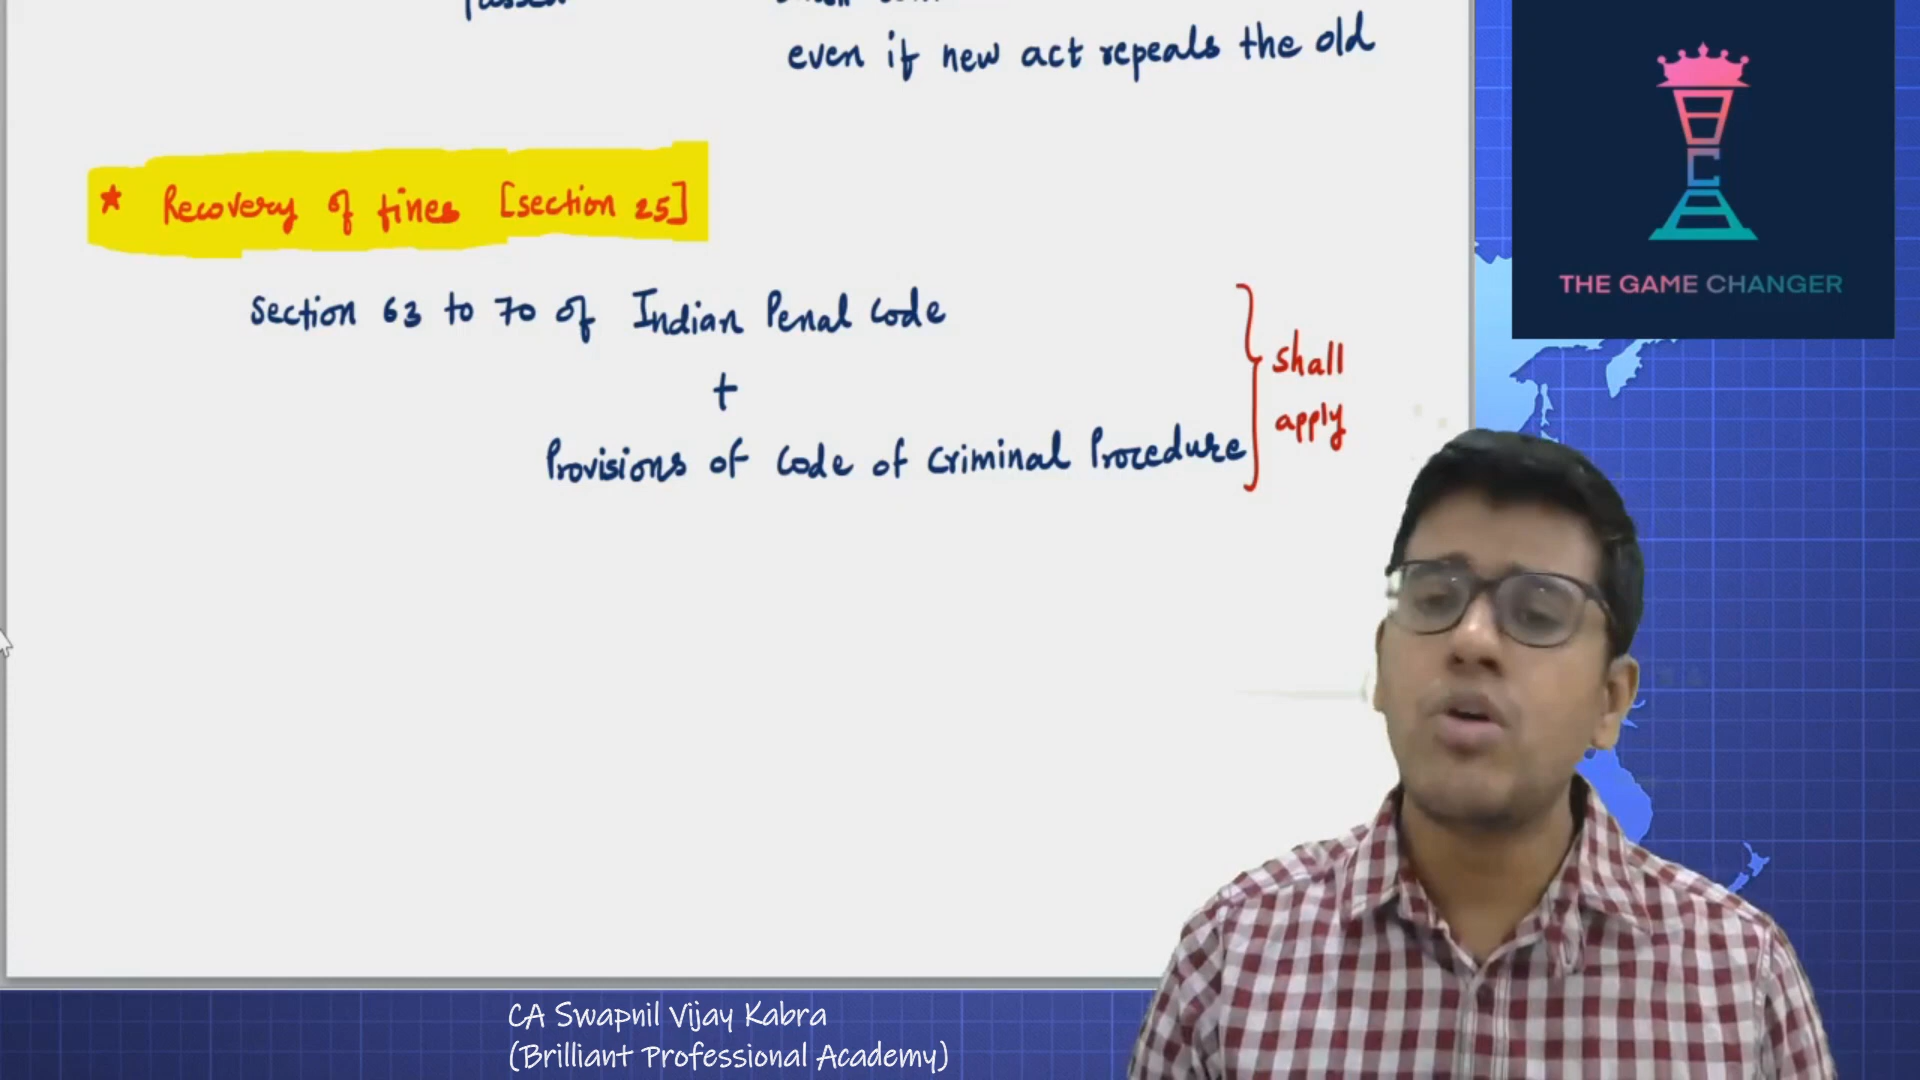 passed
even if new act repeals the old
* Recovery of fines [section 25]
section 63 to 70 of Indian Penal Code
+
Provisions of Code of Criminal Procedure
shall
apply
THE GAME CHANGER
CA Swapnil Vijay Kabra
(Brilliant Professional Academy)